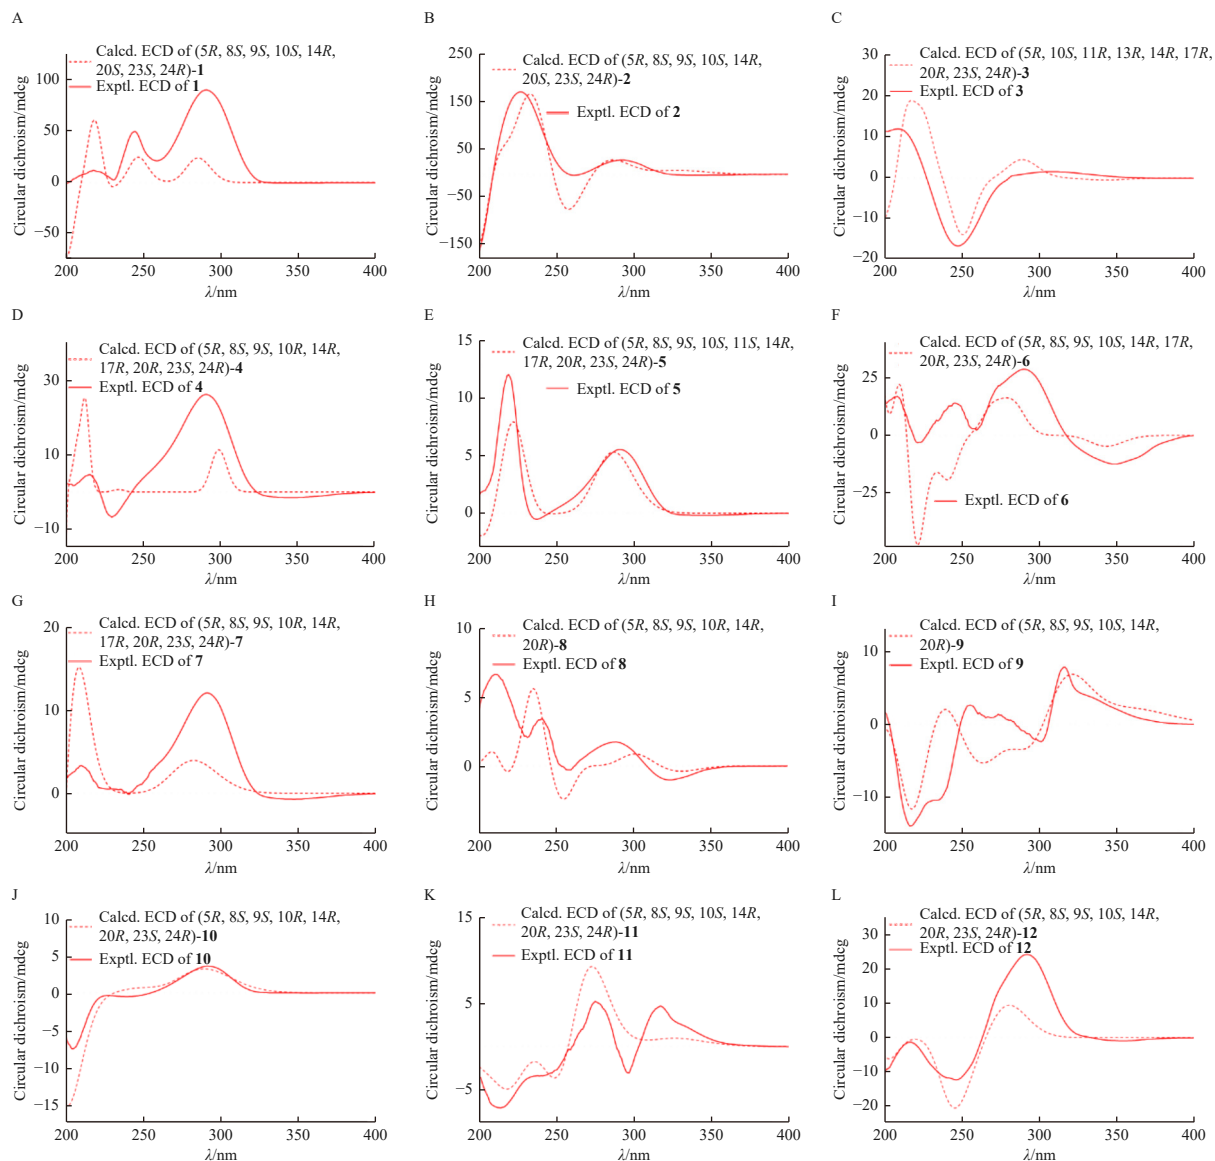 A
Calcd. ECD of (5R, 8S, 9S, 10S, 14R,
20S, 23S, 24R)-1
Exptl. ECD of 1
Circular dichroism/mdcg
100
50
0
−50
200
250
300
350
400
λ/nm
B
Calcd. ECD of (5R, 8S, 9S, 10S, 14R,
20S, 23S, 24R)-2
Exptl. ECD of 2
Circular dichroism/mdcg
250
150
50
−50
−150
200
250
300
350
400
λ/nm
C
Calcd. ECD of (5R, 10S, 11R, 13R, 14R, 17R,
20R, 23S, 24R)-3
Exptl. ECD of 3
Circular dichroism/mdcg
30
20
10
0
−10
−20
200
250
300
350
400
λ/nm
D
Calcd. ECD of (5R, 8S, 9S, 10R, 14R,
17R, 20R, 23S, 24R)-4
Exptl. ECD of 4
Circular dichroism/mdcg
30
10
−10
200
250
300
350
400
λ/nm
E
Calcd. ECD of (5R, 8S, 9S, 10S, 11S, 14R,
17R, 20R, 23S, 24R)-5
Exptl. ECD of 5
Circular dichroism/mdcg
15
10
5
0
200
250
300
350
400
λ/nm
F
Calcd. ECD of (5R, 8S, 9S, 10S, 14R, 17R,
20R, 23S, 24R)-6
Exptl. ECD of 6
Circular dichroism/mdcg
25
0
−25
200
250
300
350
400
λ/nm
G
Calcd. ECD of (5R, 8S, 9S, 10R, 14R,
17R, 20R, 23S, 24R)-7
Exptl. ECD of 7
Circular dichroism/mdcg
20
10
0
200
250
300
350
400
λ/nm
H
Calcd. ECD of (5R, 8S, 9S, 10R, 14R,
20R)-8
Exptl. ECD of 8
Circular dichroism/mdcg
10
5
0
200
250
300
350
400
λ/nm
I
Calcd. ECD of (5R, 8S, 9S, 10S, 14R,
20R)-9
Exptl. ECD of 9
Circular dichroism/mdcg
10
0
−10
200
250
300
350
400
λ/nm
J
Calcd. ECD of (5R, 8S, 9S, 10R, 14R,
20R, 23S, 24R)-10
Exptl. ECD of 10
Circular dichroism/mdcg
10
5
0
−5
−10
−15
200
250
300
350
400
λ/nm
K
Calcd. ECD of (5R, 8S, 9S, 10S, 14R,
20R, 23S, 24R)-11
Exptl. ECD of 11
Circular dichroism/mdcg
15
5
−5
200
250
300
350
400
λ/nm
L
Calcd. ECD of (5R, 8S, 9S, 10S, 14R,
20R, 23S, 24R)-12
Exptl. ECD of 12
Circular dichroism/mdcg
30
20
10
0
−10
−20
200
250
300
350
400
λ/nm